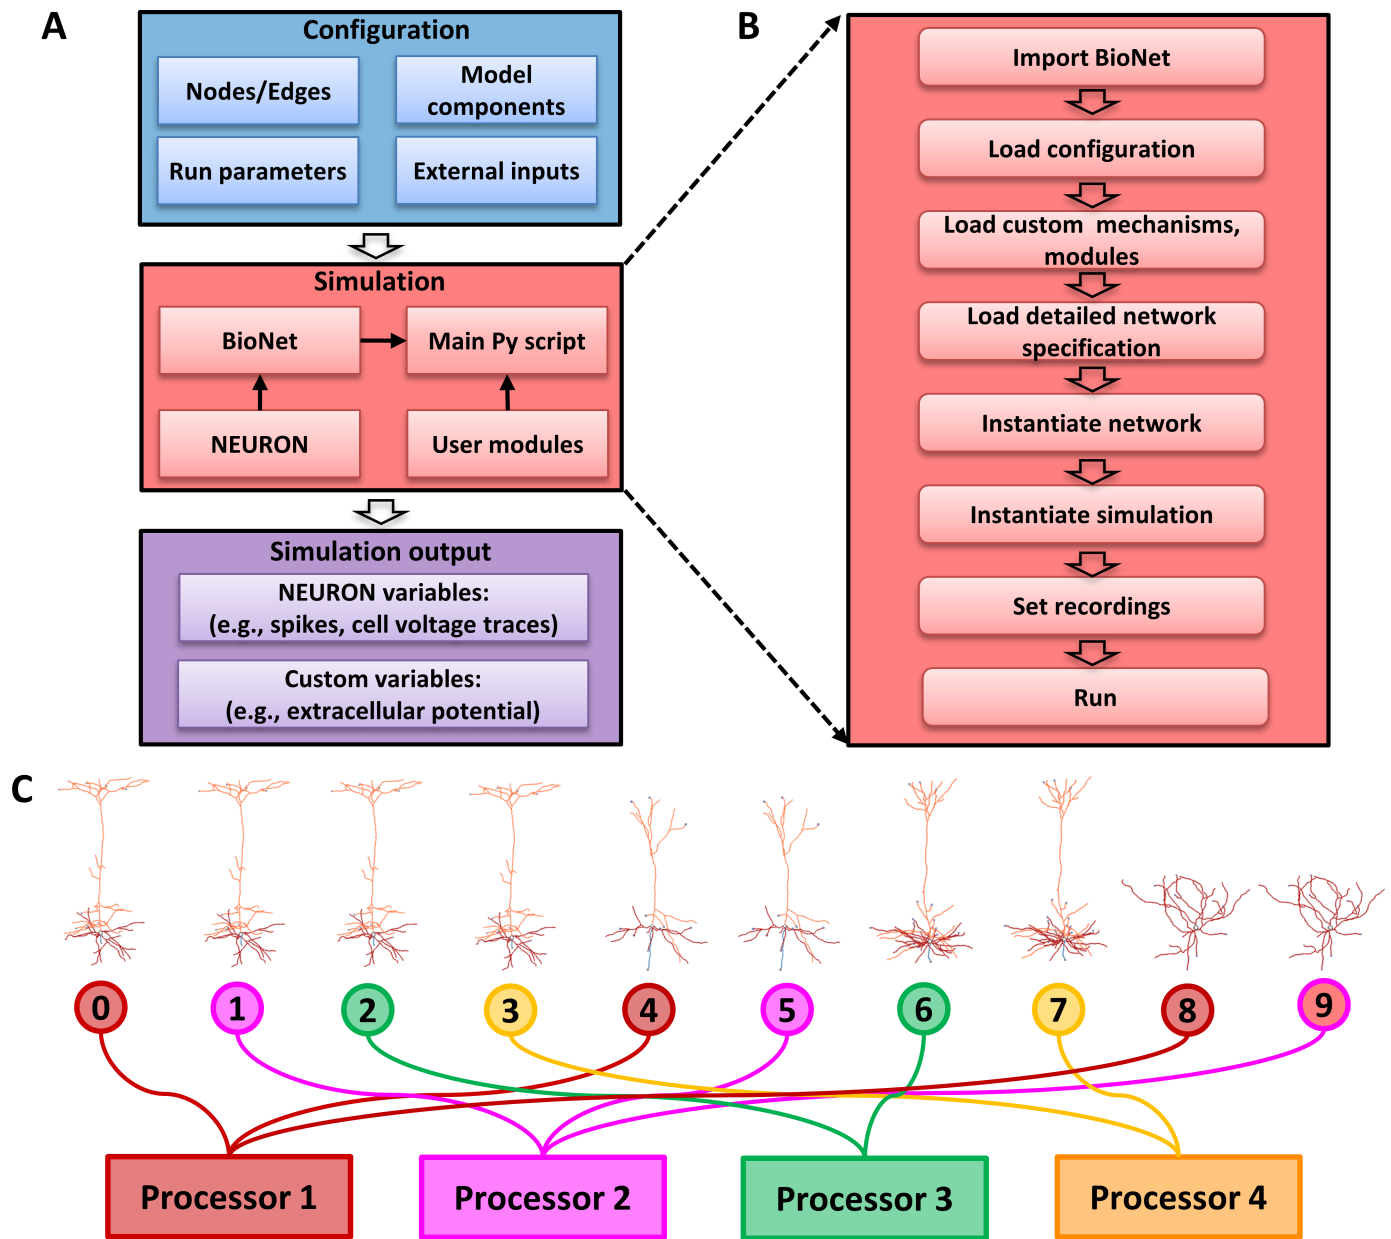 A
Configuration
Nodes/Edges
Model
components
Run parameters
External inputs
Simulation
BioNet
Main Py script
NEURON
User modules
Simulation output
NEURON variables:
(e.g., spikes, cell voltage traces)
Custom variables:
(e.g., extracellular potential)
B
Import BioNet
Load configuration
Load custom mechanisms,
modules
Load detailed network
specification
Instantiate network
Instantiate simulation
Set recordings
Run
C
0 1 2 3 4 5 6 7 8 9
Processor 1
Processor 2
Processor 3
Processor 4